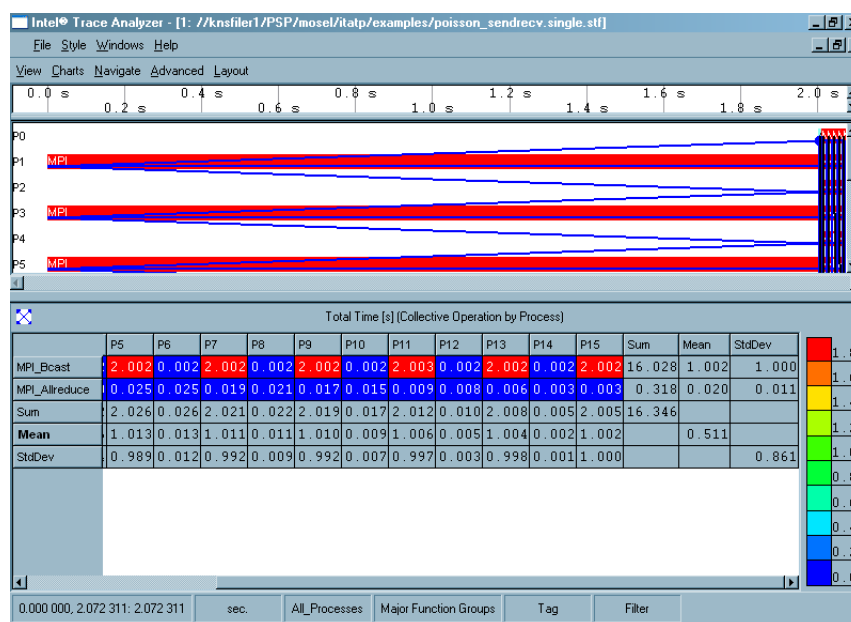 Intel® Trace Analyzer - [1: //knsfiler1/PSP/mosel/itatp/examples/poisson_sendrecv.single.stf]
File Style Windows Help
View Charts Navigate Advanced Layout
0.0 s 0.4 s 0.8 s 1.2 s 1.6 s 2.0 s
0.2 s 0.6 s 1.0 s 1.4 s 1.8 s
P0
P1 MPI
P2
P3 MPI
P4
P5 MPI
Total Time [s] (Collective Operation by Process)
P5 P6 P7 P8 P9 P10 P11 P12 P13 P14 P15 Sum Mean StdDev
MPI_Bcast 2.002 0.002 2.002 0.002 2.002 0.002 2.003 0.002 2.002 0.002 2.002 16.028 1.002 1.000
MPI_Allreduce 0.025 0.025 0.019 0.021 0.017 0.015 0.009 0.008 0.006 0.003 0.003 0.318 0.020 0.011
Sum 2.026 0.026 2.021 0.022 2.019 0.017 2.012 0.010 2.008 0.005 2.005 16.346
Mean 1.013 0.013 1.011 0.011 1.010 0.009 1.006 0.005 1.004 0.002 1.002 0.511
StdDev 0.989 0.012 0.992 0.009 0.992 0.007 0.997 0.003 0.998 0.001 1.000 0.861
0.000 000, 2.072 311: 2.072 311 sec. All_Processes Major Function Groups Tag Filter